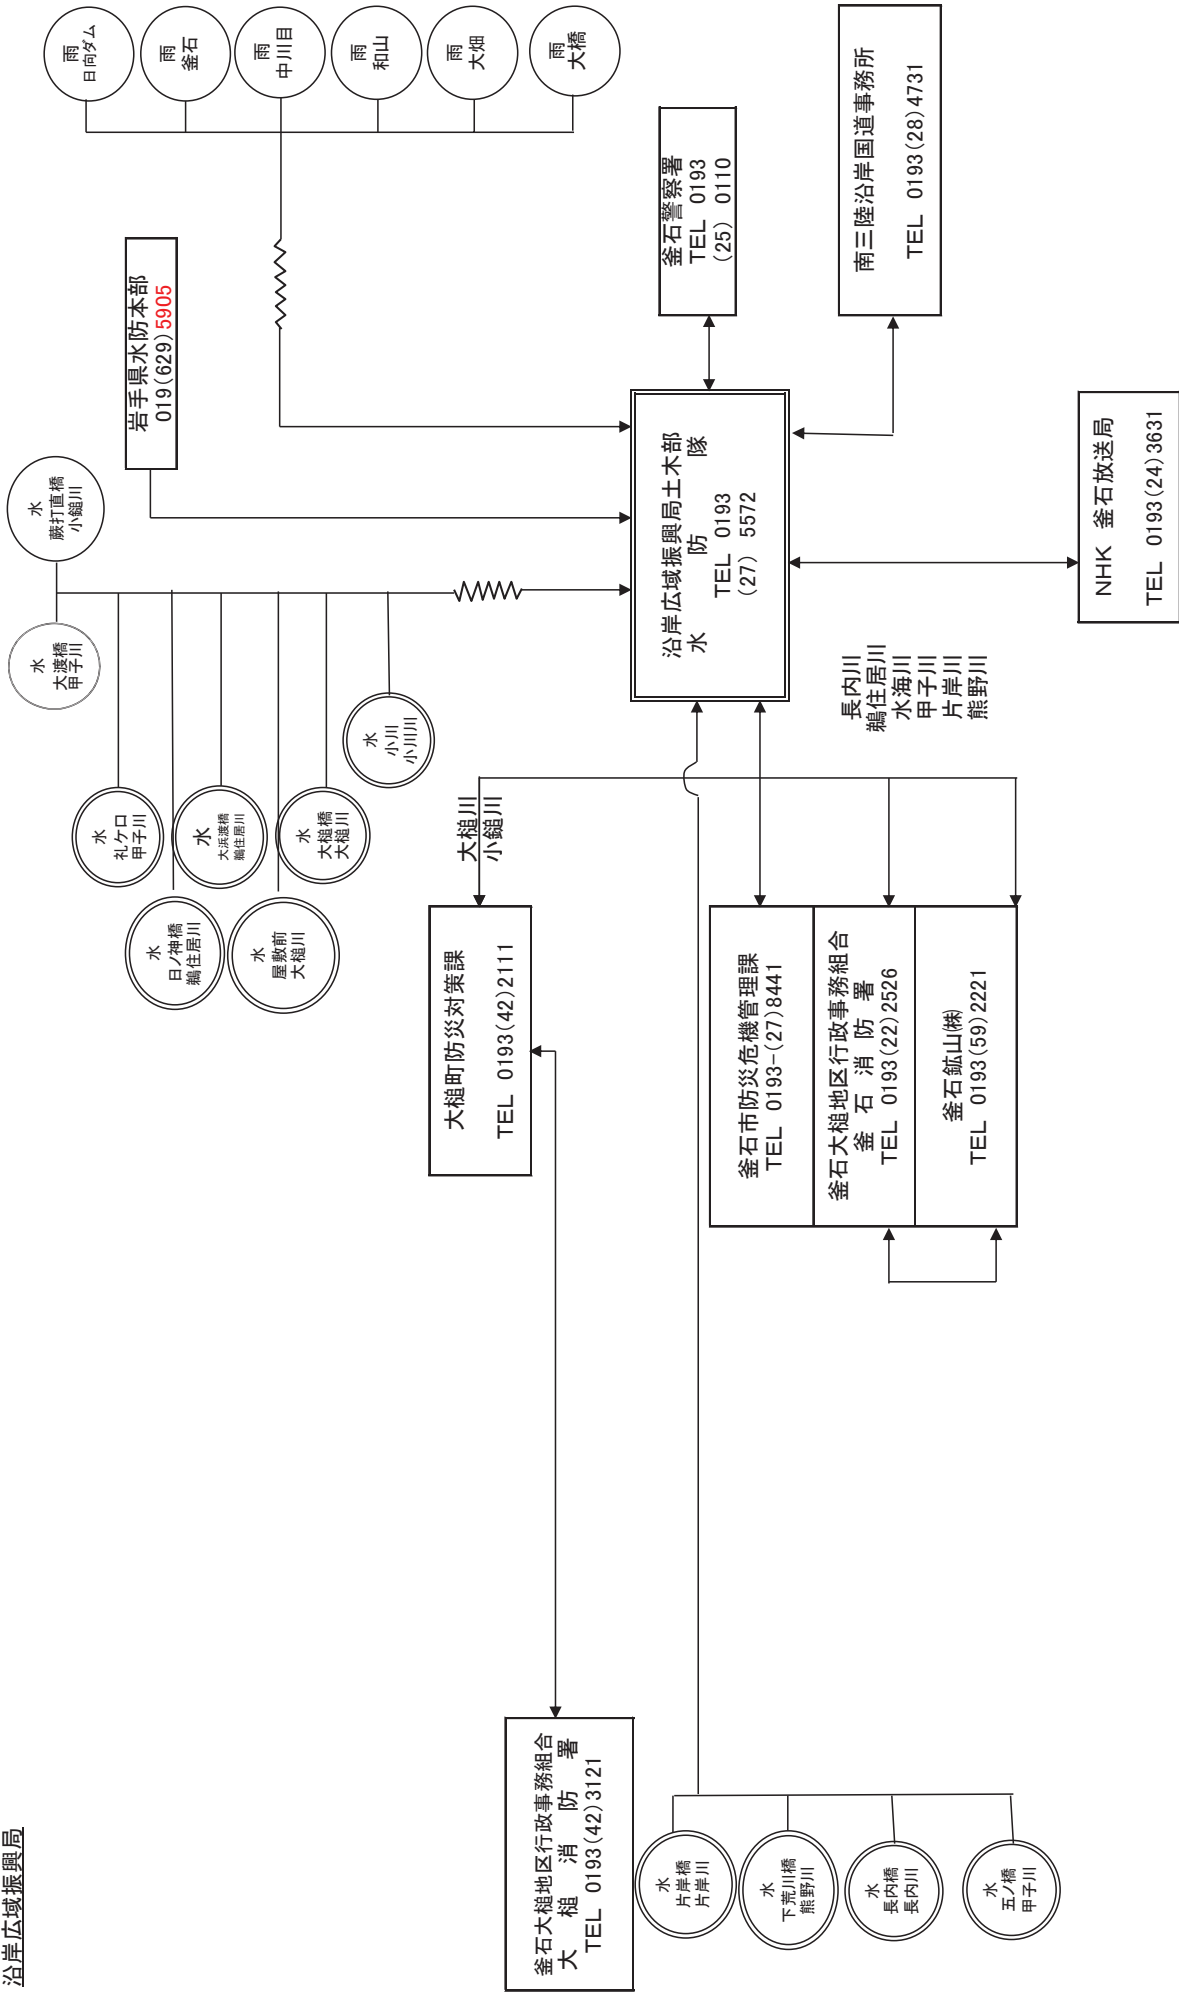 沿岸広域振興局
釜石大槌地区行政事務組合
大　槌　消　防　署
TEL 0193(42)3121
水
片岸橋
片岸川
水
下荒川橋
熊野川
水
長内橋
長内川
水
五ノ橋
甲子川
大槌町防災対策課
TEL 0193(42)2111
釜石市防災危機管理課
TEL 0193-(27)8441
釜石大槌地区行政事務組合
釜　石　消　防　署
TEL 0193(22)2526
釜石鉱山㈱
TEL 0193(59)2221
水
日ノ神橋
鵜住居川
水
屋敷前
大槌川
水
礼ケ口
甲子川
水
大浜渡橋
鵜住居川
水
大槌橋
大槌川
水
小川
小川川
大槌川
小鎚川
水
大渡橋
甲子川
水
蕨打直橋
小鎚川
長内川
鵜住居川
水海川
甲子川
片岸川
熊野川
沿岸広域振興局土木部
水　　防　　隊
TEL 0193
(27) 5572
NHK 釜石放送局
TEL 0193(24)3631
岩手県水防本部
019(629)5905
釜石警察署
TEL 0193
(25) 0110
南三陸沿岸国道事務所
TEL 0193(28)4731
雨
日向ダム
雨
釜石
雨
中川目
雨
和山
雨
大畑
雨
大橋